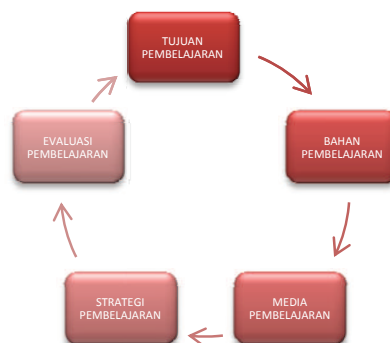 TUJUAN
PEMBELAJARAN
BAHAN
PEMBELAJARAN
MEDIA
PEMBELAJARAN
STRATEGI
PEMBELAJARAN
EVALUASI
PEMBELAJARAN